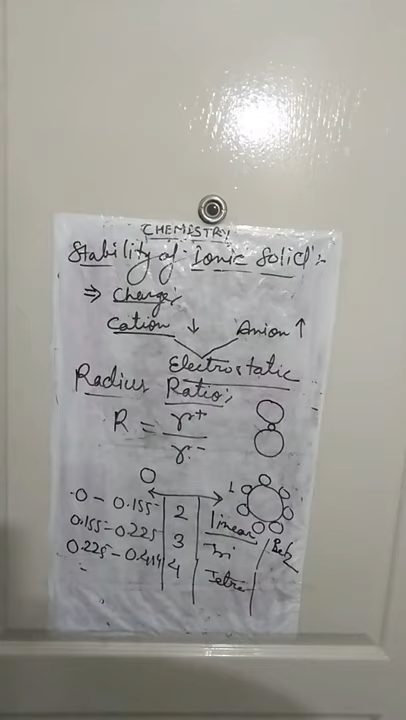 CHEMISTRY
Stability of Ionic Solid :-
⇒ Charge:
Cation ↓ Anion ↑
Electrostatic
Radius Ratio:
R = r+ / r-
0 - 0.155 2 linear
0.155-0.225 3 Tri
0.225-0.414 4 Tetra